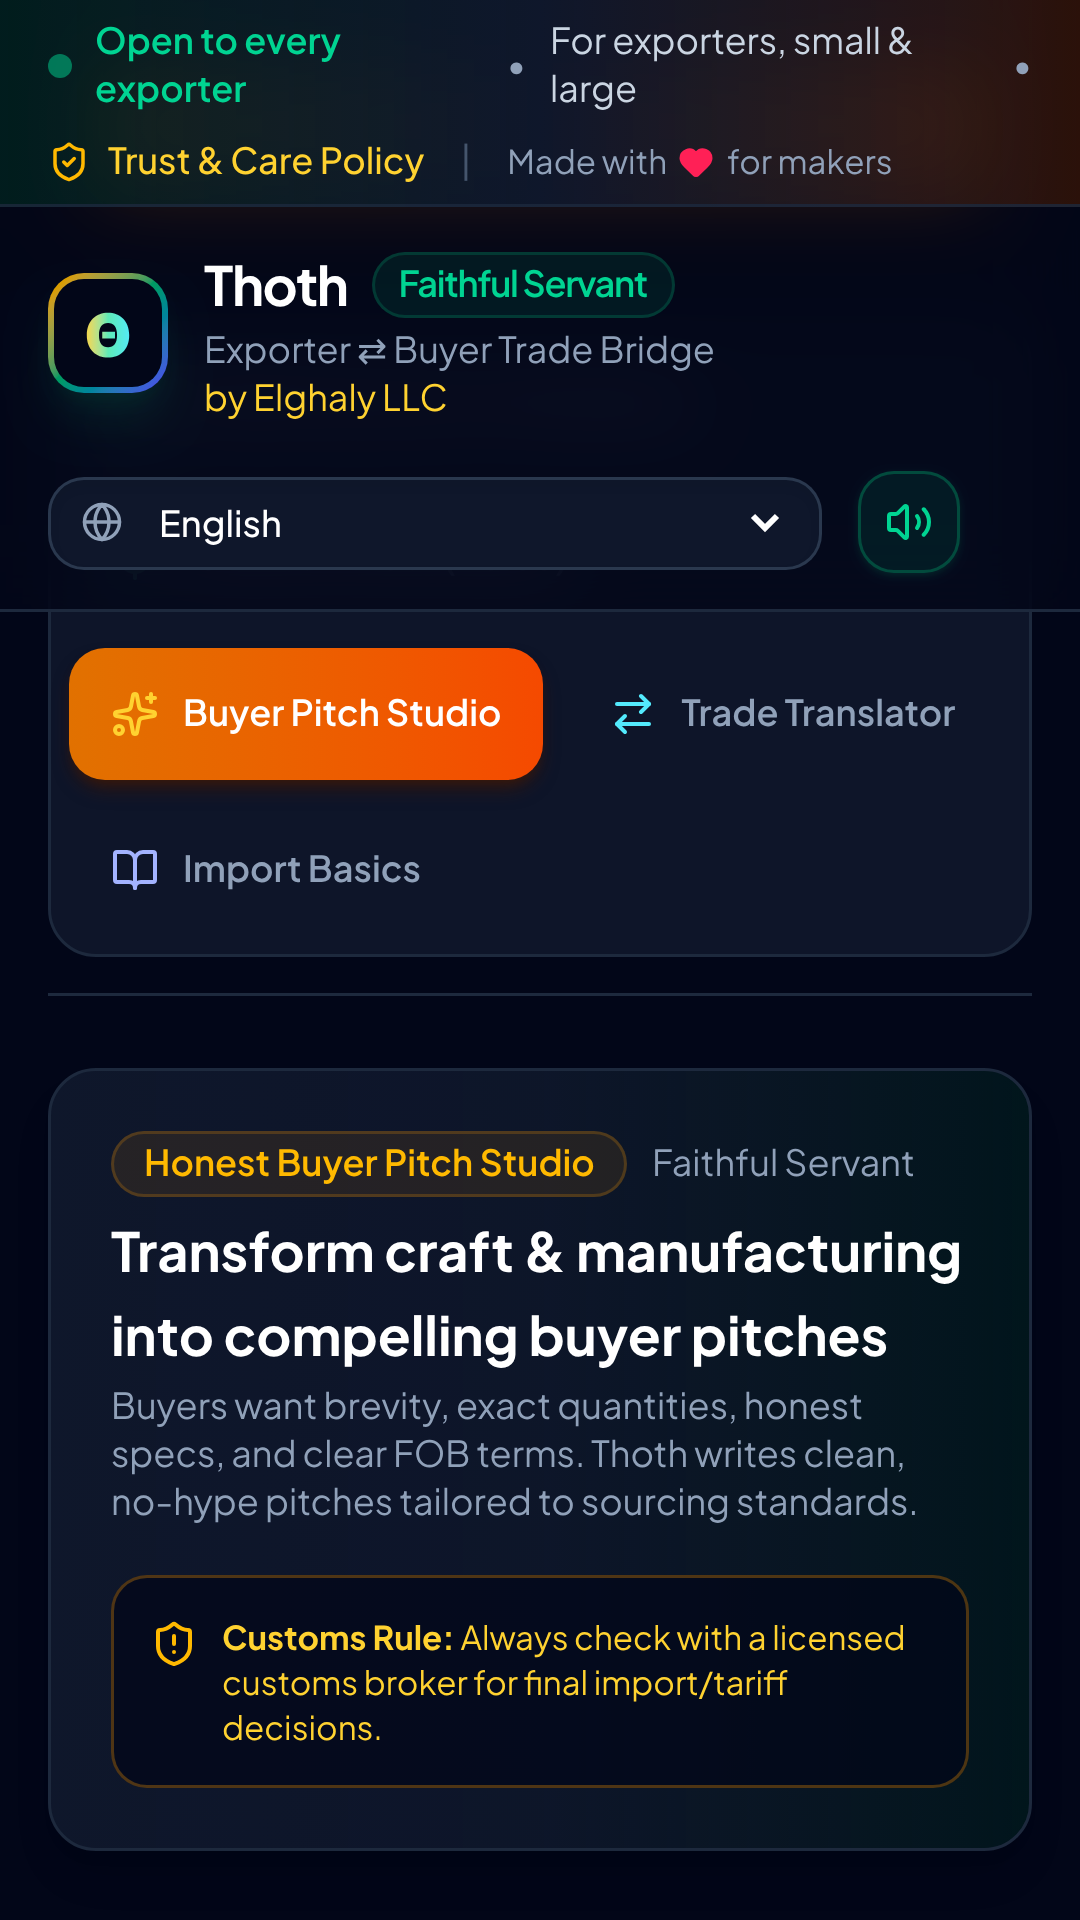 Open to every
exporter
For exporters, small &
large
Trust & Care Policy
Made with ❤ for makers
Θ
Thoth
Faithful Servant
Exporter ⇄ Buyer Trade Bridge
by Elghaly LLC
English
Buyer Pitch Studio
Trade Translator
Import Basics
Honest Buyer Pitch Studio
Faithful Servant
Transform craft & manufacturing
into compelling buyer pitches
Buyers want brevity, exact quantities, honest
specs, and clear FOB terms. Thoth writes clean,
no-hype pitches tailored to sourcing standards.
Customs Rule: Always check with a licensed
customs broker for final import/tariff
decisions.